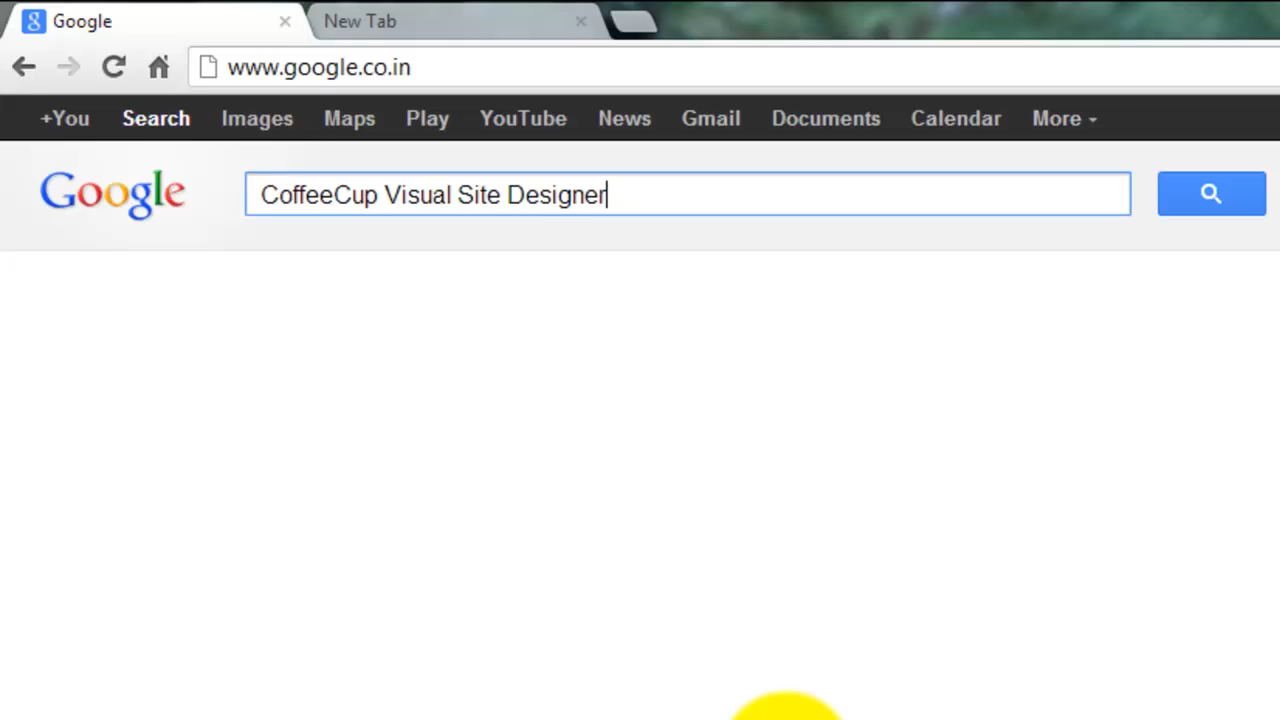 Google
New Tab
www.google.co.in
+You Search Images Maps Play YouTube News Gmail Documents Calendar More
Google
CoffeeCup Visual Site Designer